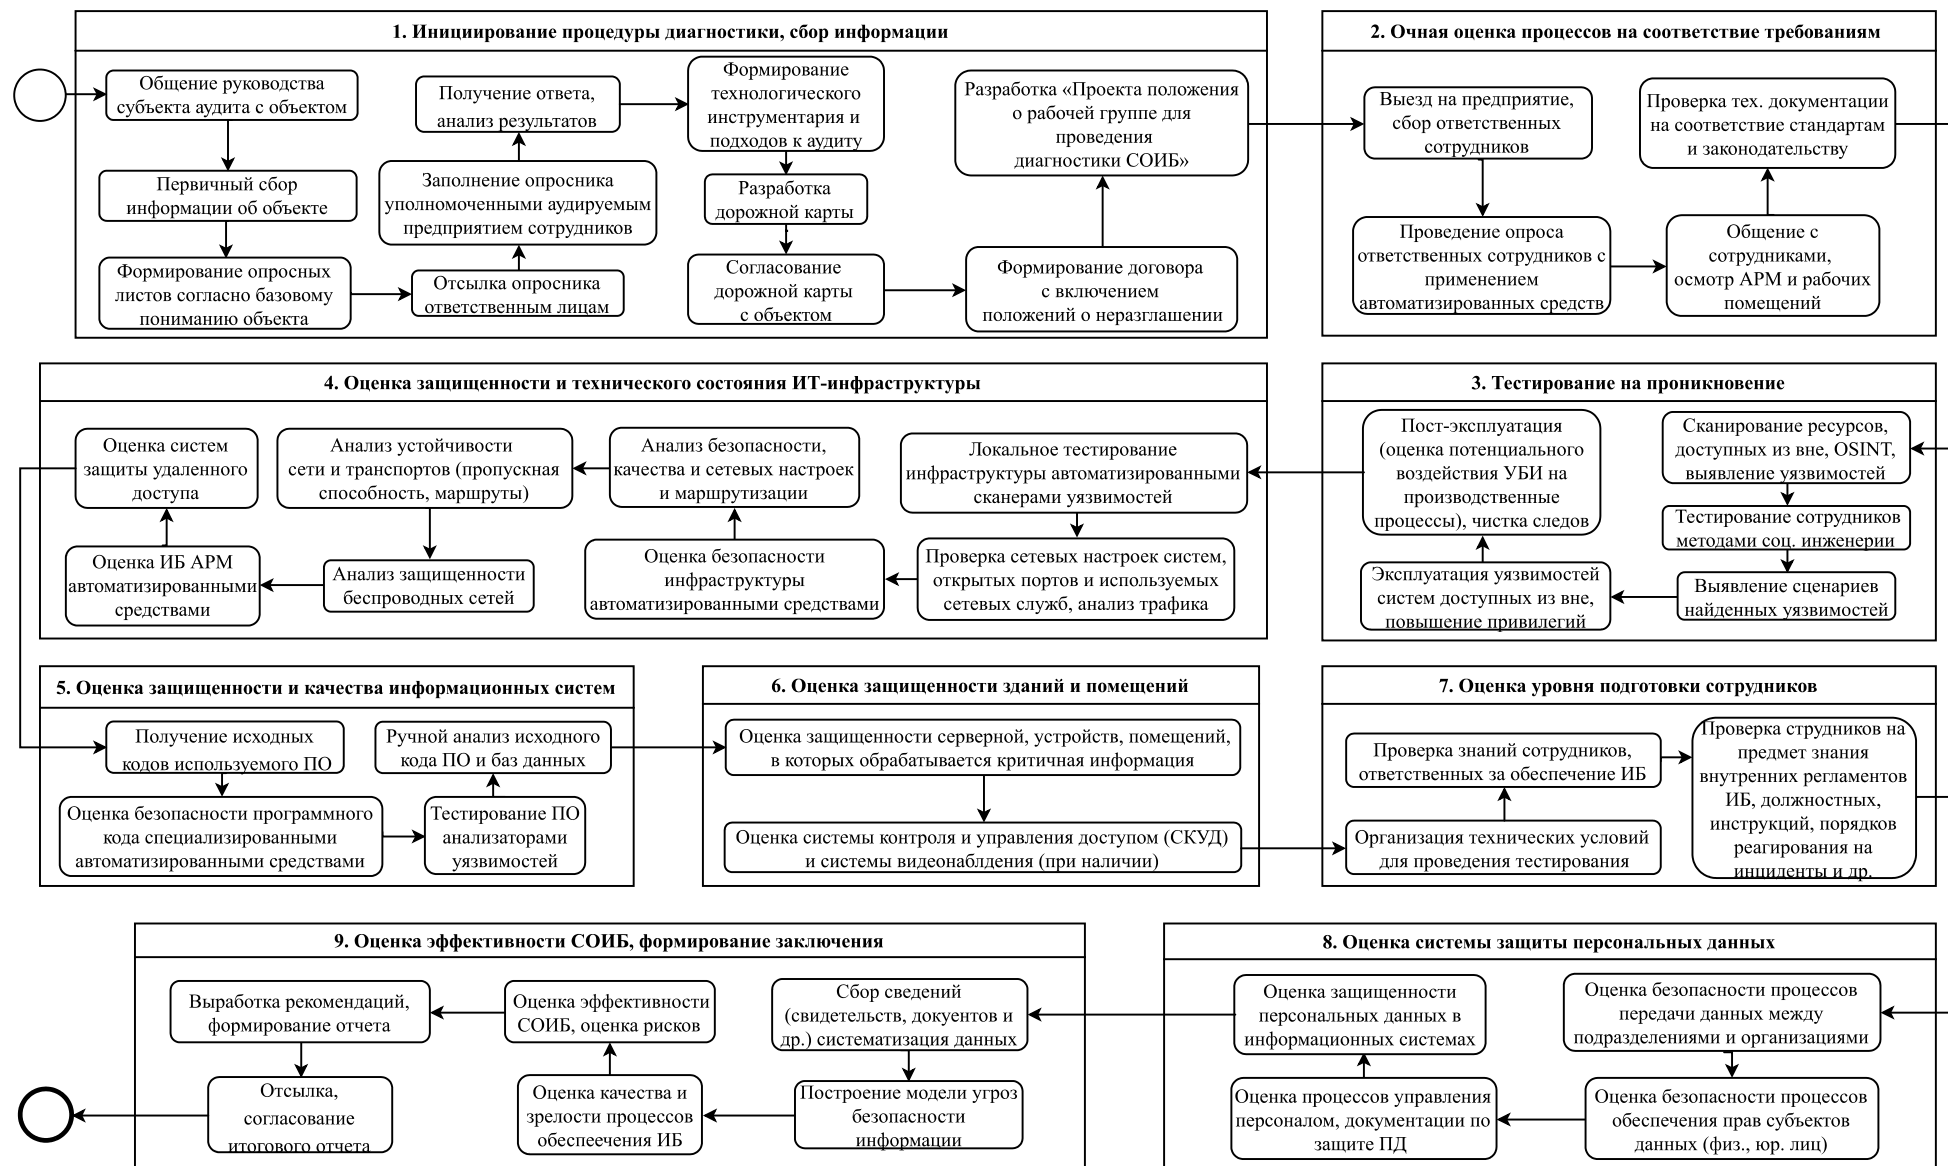 1. Инициирование процедуры диагностики, сбор информации
Общение руководства
субъекта аудита с объектом
Первичный сбор
информации об объекте
Формирование опросных
листов согласно базовому
пониманию объекта
Отсылка опросника
ответственным лицам
Заполнение опросника
уполномоченными аудируемым
предприятием сотрудников
Получение ответа,
анализ результатов
Формирование
технологического
инструментария и
подходов к аудиту
Разработка
дорожной карты
Согласование
дорожной карты
с объектом
Формирование договора
с включением
положений о неразглашении
Разработка «Проекта положения
о рабочей группе для
проведения
диагностики СОИБ»
2. Очная оценка процессов на соответствие требованиям
Выезд на предприятие,
сбор ответственных
сотрудников
Проведение опроса
ответственных сотрудников с
применением
автоматизированных средств
Общение с
сотрудниками,
осмотр АРМ и рабочих
помещений
Проверка тех. документации
на соответствие стандартам
и законодательству
3. Тестирование на проникновение
Сканирование ресурсов,
доступных из вне, OSINT,
выявление уязвимостей
Тестирование сотрудников
методами соц. инженерии
Выявление сценариев
найденных уязвимостей
Эксплуатация уязвимостей
систем доступных из вне,
повышение привилегий
Пост-эксплуатация
(оценка потенциального
воздействия УБИ на
производственные
процессы), чистка следов
4. Оценка защищенности и технического состояния ИТ-инфраструктуры
Локальное тестирование
инфраструктуры автоматизированными
сканерами уязвимостей
Проверка сетевых настроек систем,
открытых портов и используемых
сетевых служб, анализ трафика
Оценка безопасности
инфраструктуры
автоматизированными средствами
Анализ безопасности,
качества и сетевых настроек
и маршрутизации
Анализ устойчивости
сети и транспортов (пропускная
способность, маршруты)
Анализ защищенности
беспроводных сетей
Оценка ИБ АРМ
автоматизированными
средствами
Оценка систем
защиты удаленного
доступа
5. Оценка защищенности и качества информационных систем
Получение исходных
кодов используемого ПО
Оценка безопасности программного
кода специализированными
автоматизированными средствами
Тестирование ПО
анализаторами
уязвимостей
Ручной анализ исходного
кода ПО и баз данных
6. Оценка защищенности зданий и помещений
Оценка защищенности серверной, устройств, помещений,
в которых обрабатывается критичная информация
Оценка системы контроля и управления доступом (СКУД)
и системы видеонаблдения (при наличии)
7. Оценка уровня подготовки сотрудников
Организация технических условий
для проведения тестирования
Проверка знаний сотрудников,
ответственных за обеспечение ИБ
Проверка струдников на
предмет знания
внутренних регламентов
ИБ, должностных,
инструкций, порядков
реагирования на
инциденты и др.
8. Оценка системы защиты персональных данных
Оценка безопасности процессов
передачи данных между
подразделениями и организациями
Оценка безопасности процессов
обеспечения прав субъектов
данных (физ., юр. лиц)
Оценка процессов управления
персоналом, документации по
защите ПД
Оценка защищенности
персональных данных в
информационных системах
9. Оценка эффективности СОИБ, формирование заключения
Сбор сведений
(свидетельств, докуентов и
др.) систематизация данных
Построение модели угроз
безопасности
информации
Оценка качества и
зрелости процессов
обеспеечения ИБ
Оценка эффективности
СОИБ, оценка рисков
Выработка рекомендаций,
формирование отчета
Отсылка,
согласование
итогового отчета